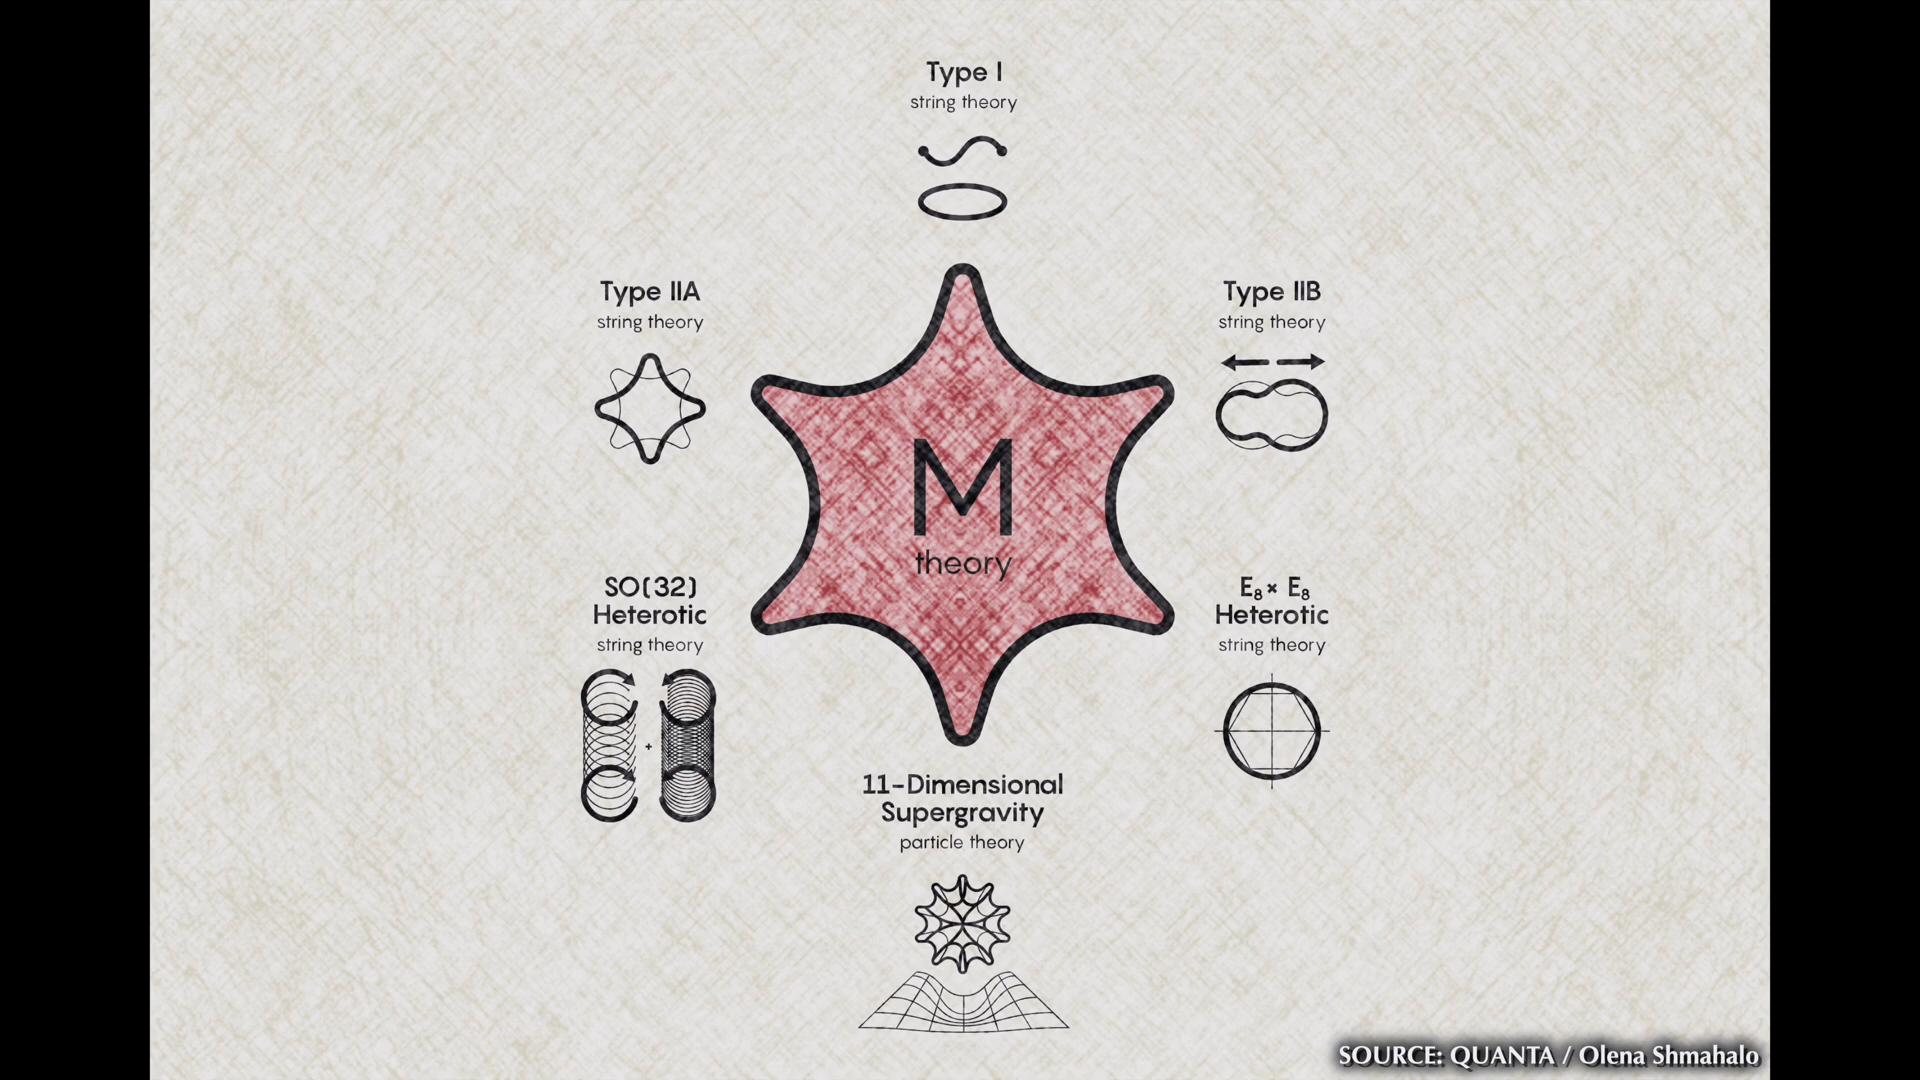 Type I
string theory
Type IIA
string theory
Type IIB
string theory
M
theory
SO(32)
Heterotic
string theory
+
E₈ × E₈
Heterotic
string theory
11-Dimensional
Supergravity
particle theory
SOURCE: QUANTA / Olena Shmahalo